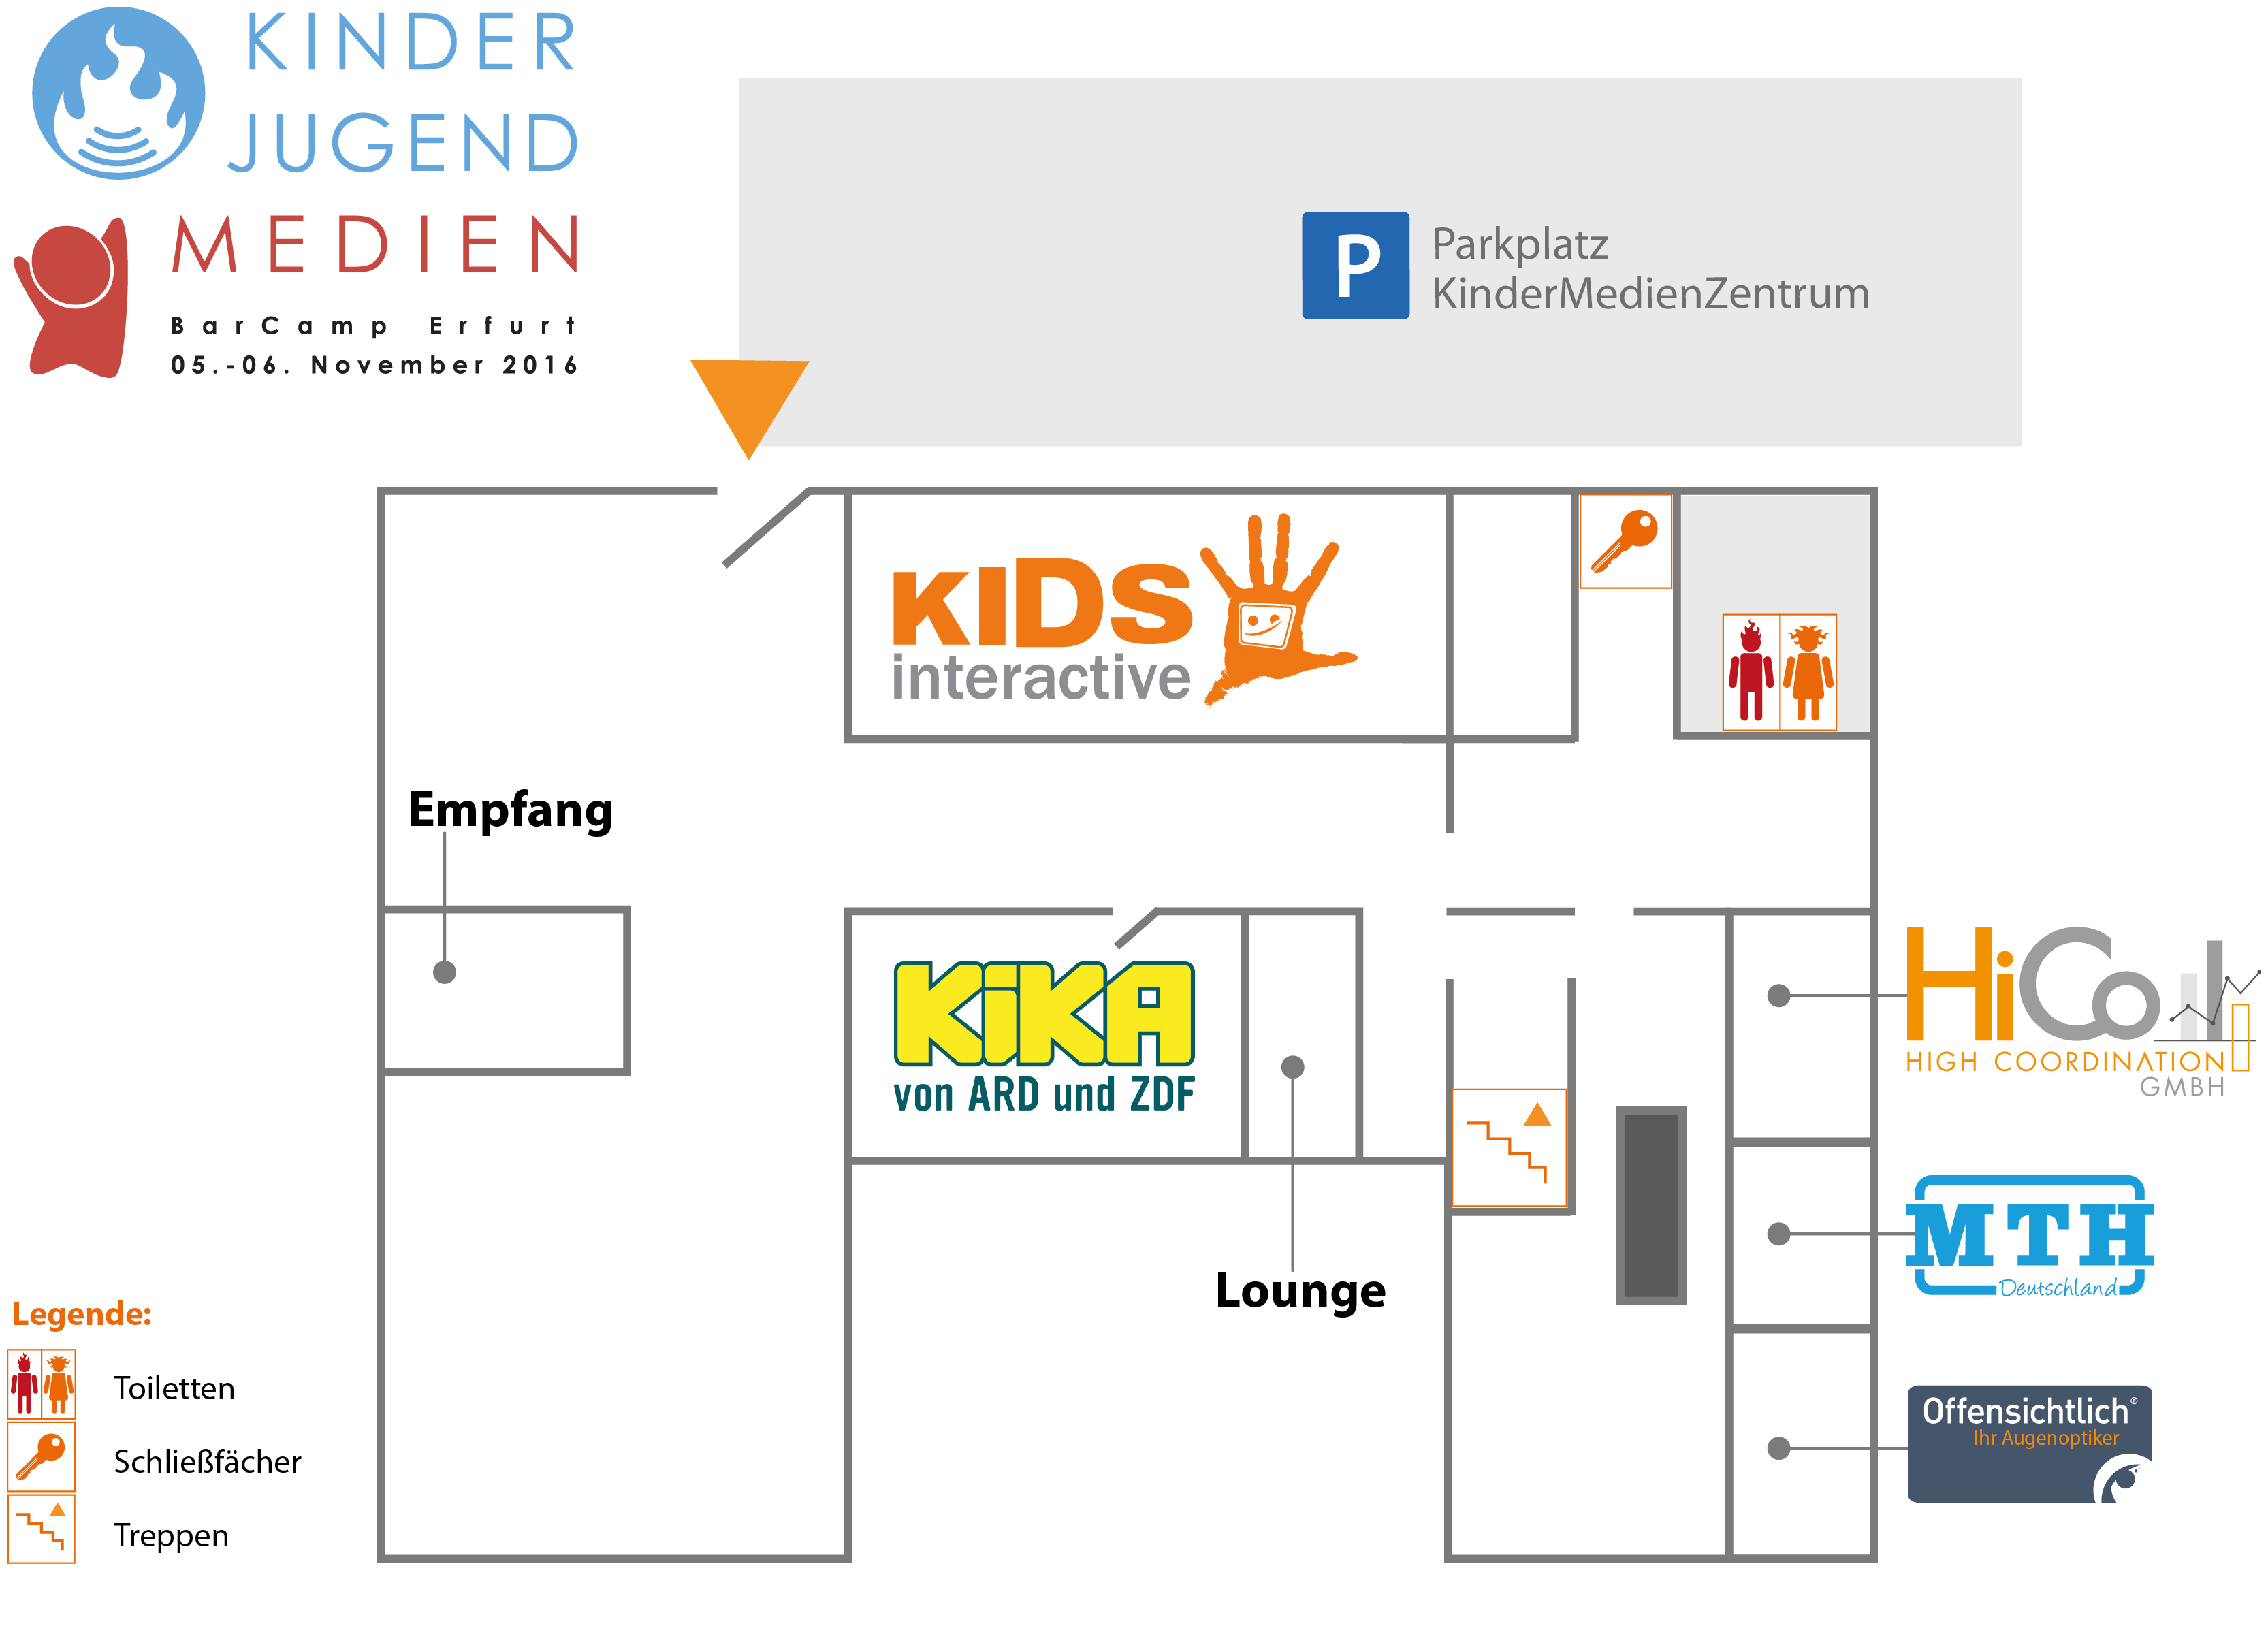 KINDER
JUGEND
MEDIEN
BarCamp Erfurt
05.-06. November 2016
P
Parkplatz
KinderMedienZentrum
KiDS
interactive
Empfang
KiKA
von ARD und ZDF
Lounge
HiCo
HIGH COORDINATION
GMBH
MTH
Deutschland
Offensichtlich®
Ihr Augenoptiker
Legende:
Toiletten
Schließfächer
Treppen